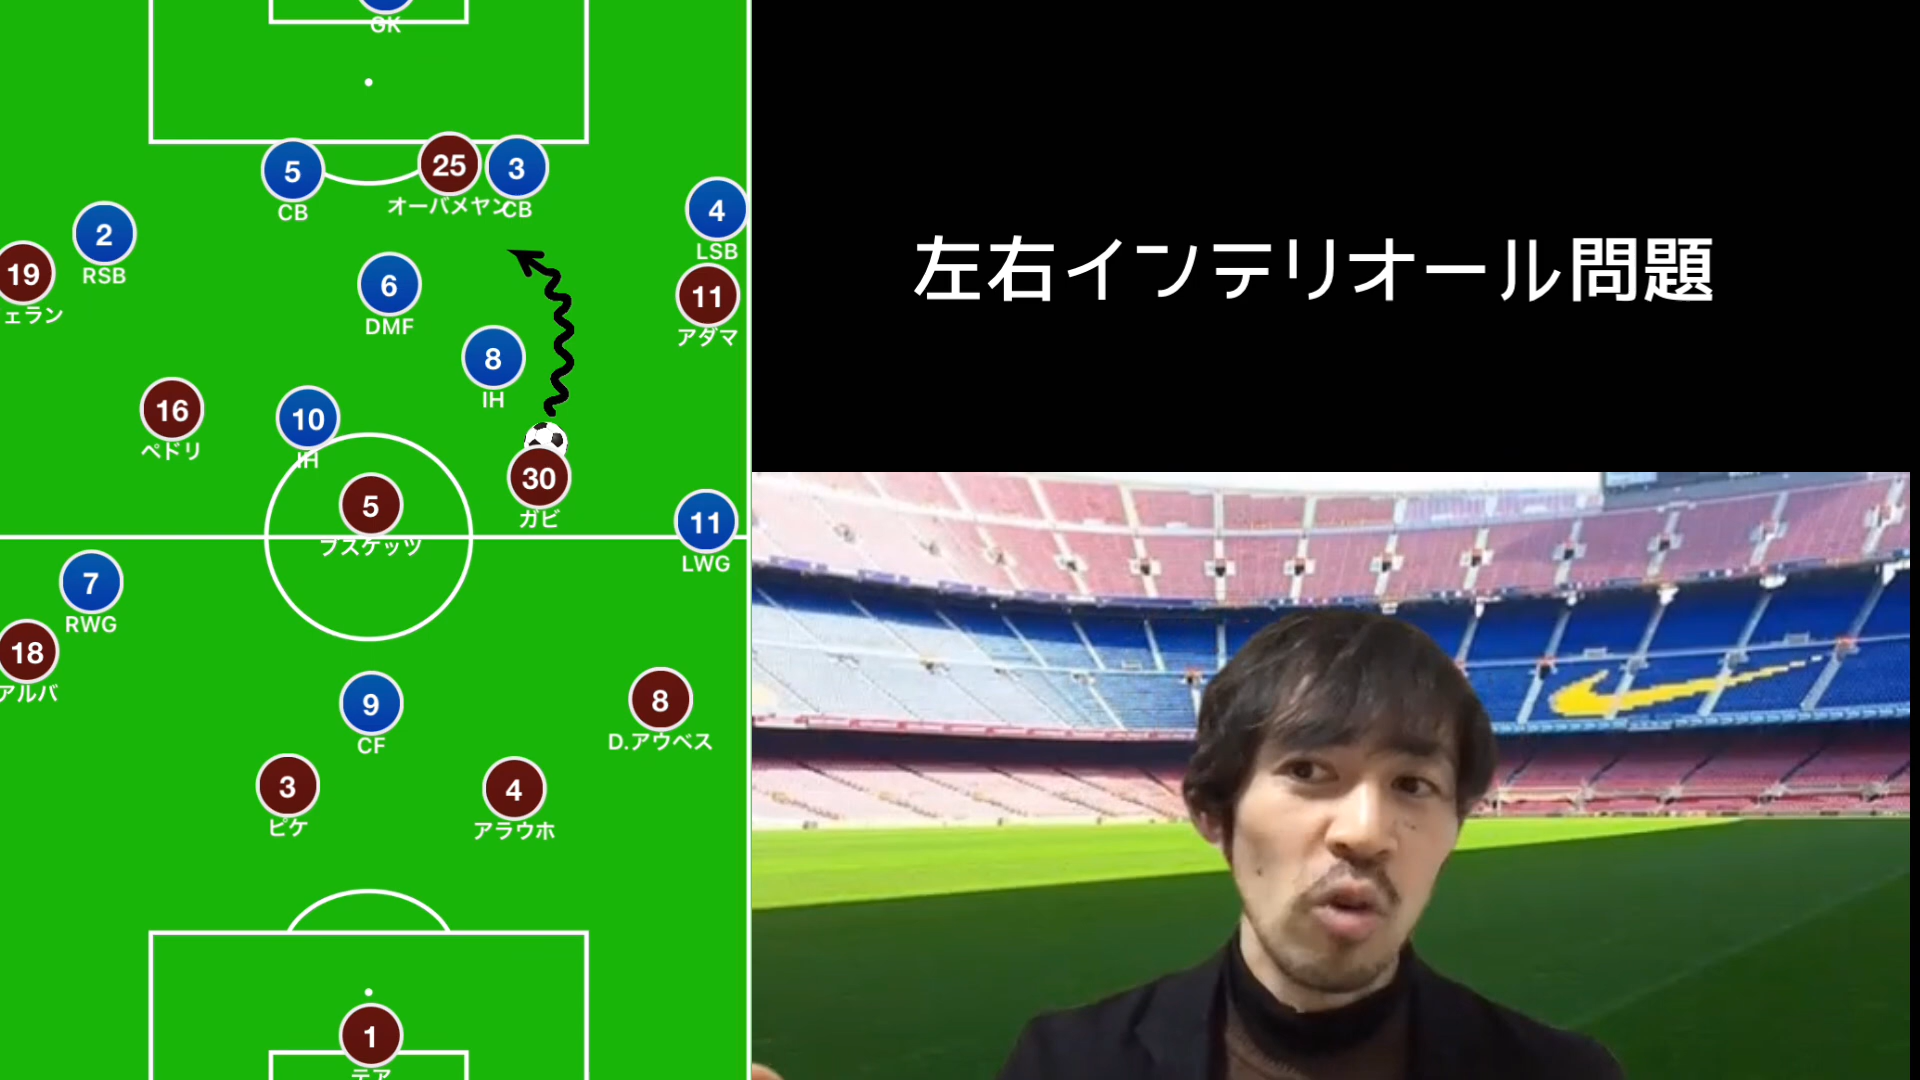 GK
5
CB
25
オーバメヤン
3
CB
4
LSB
2
RSB
19
ェラン
6
DMF
11
アダマ
8
IH
16
ペドリ
10
IH
30
ガビ
5
ブスケッツ
11
LWG
7
RWG
18
アルバ
9
CF
8
D.アウベス
3
ピケ
4
アラウホ
1
テア
左右インテリオール問題